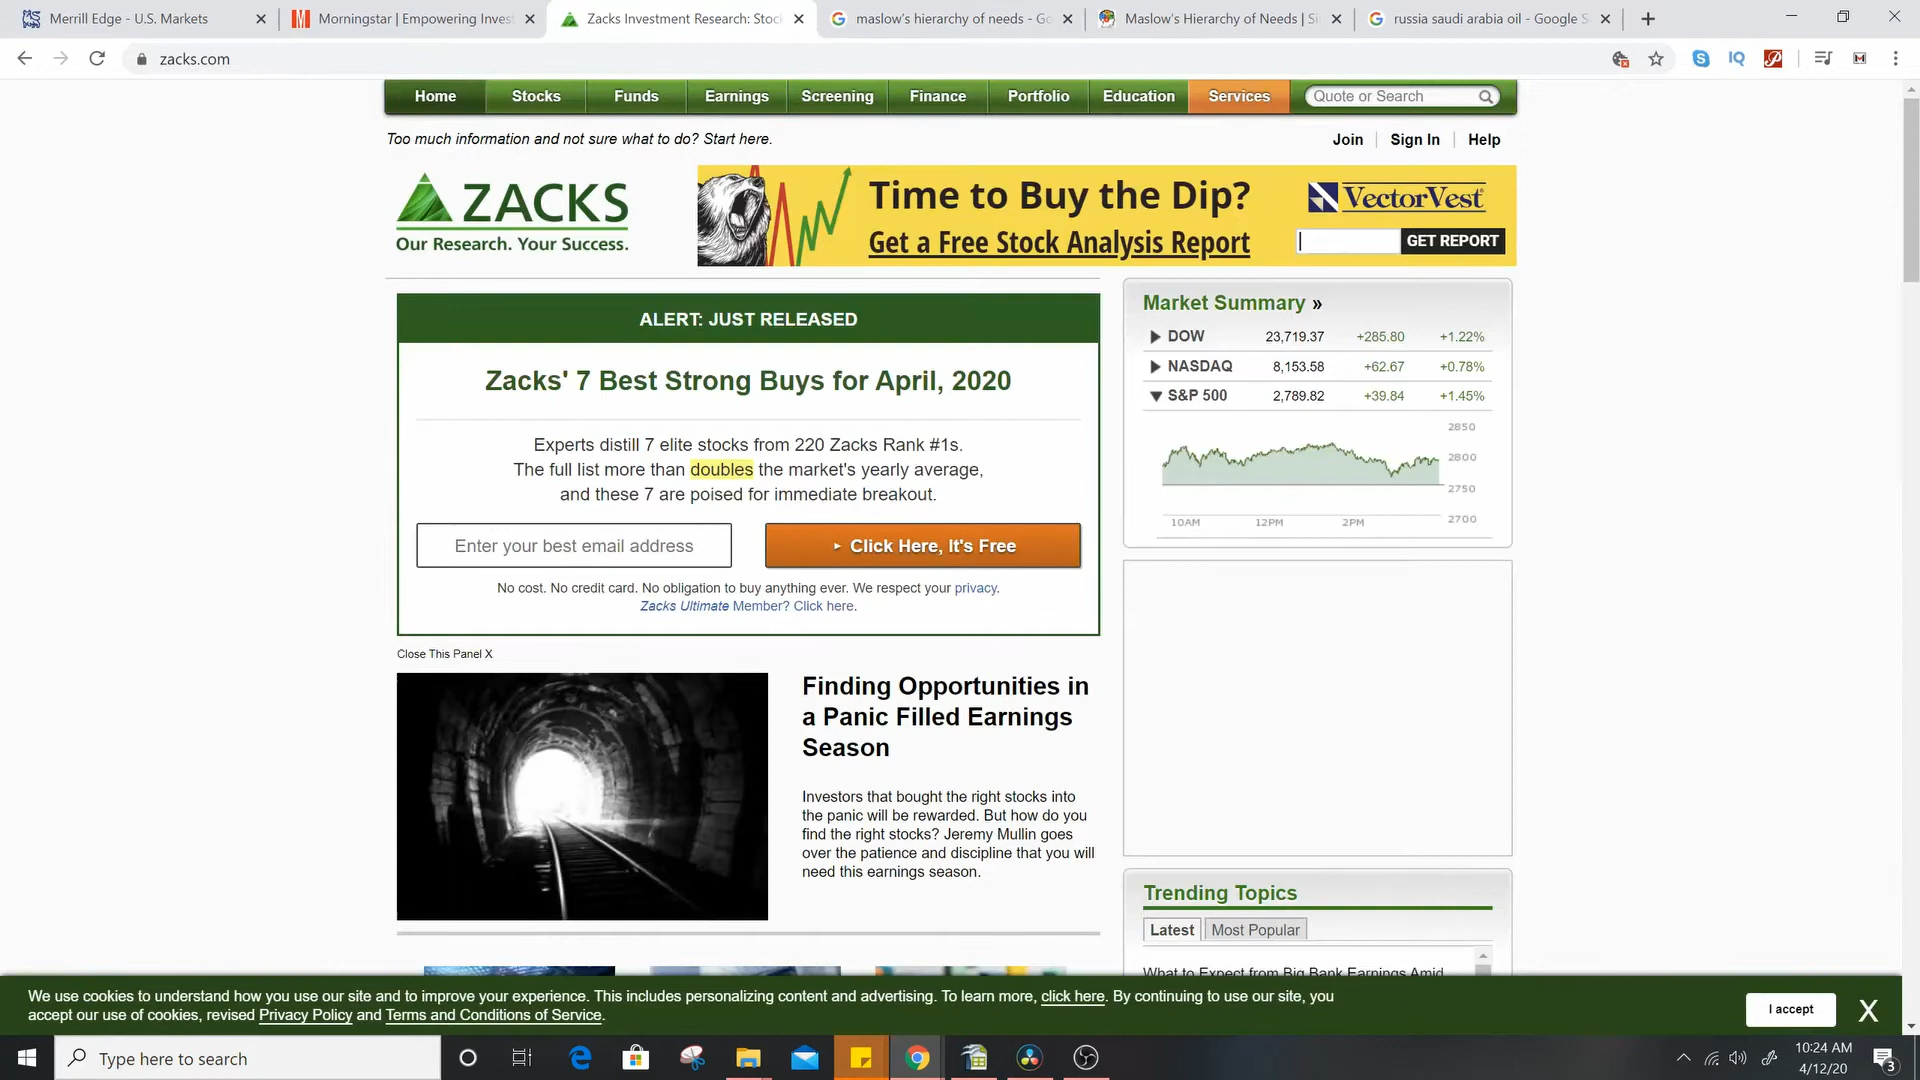 Merrill Edge - U.S. Markets
Morningstar | Empowering Inves
Zacks Investment Research: Stoc
maslow's hierarchy of needs - Go
Maslow's Hierarchy of Needs | Si
russia saudi arabia oil - Google S
zacks.com
Home Stocks Funds Earnings Screening Finance Portfolio Education Services Quote or Search
Too much information and not sure what to do? Start here.
Join Sign In Help
ZACKS
Our Research. Your Success.
Time to Buy the Dip?
Get a Free Stock Analysis Report
VectorVest
GET REPORT
ALERT: JUST RELEASED
Zacks' 7 Best Strong Buys for April, 2020
Experts distill 7 elite stocks from 220 Zacks Rank #1s.
The full list more than doubles the market's yearly average,
and these 7 are poised for immediate breakout.
Enter your best email address
Click Here, It's Free
No cost. No credit card. No obligation to buy anything ever. We respect your privacy.
Zacks Ultimate Member? Click here.
Close This Panel X
Market Summary »
DOW 23,719.37 +285.80 +1.22%
NASDAQ 8,153.58 +62.67 +0.78%
S&P 500 2,789.82 +39.84 +1.45%
2850
2800
2750
2700
10AM 12PM 2PM
Finding Opportunities in
a Panic Filled Earnings
Season
Investors that bought the right stocks into
the panic will be rewarded. But how do you
find the right stocks? Jeremy Mullin goes
over the patience and discipline that you will
need this earnings season.
Trending Topics
Latest Most Popular
What to Expect from Big Bank Earnings Amid
We use cookies to understand how you use our site and to improve your experience. This includes personalizing content and advertising. To learn more, click here. By continuing to use our site, you
accept our use of cookies, revised Privacy Policy and Terms and Conditions of Service.
I accept
X
Type here to search
10:24 AM
4/12/20
3